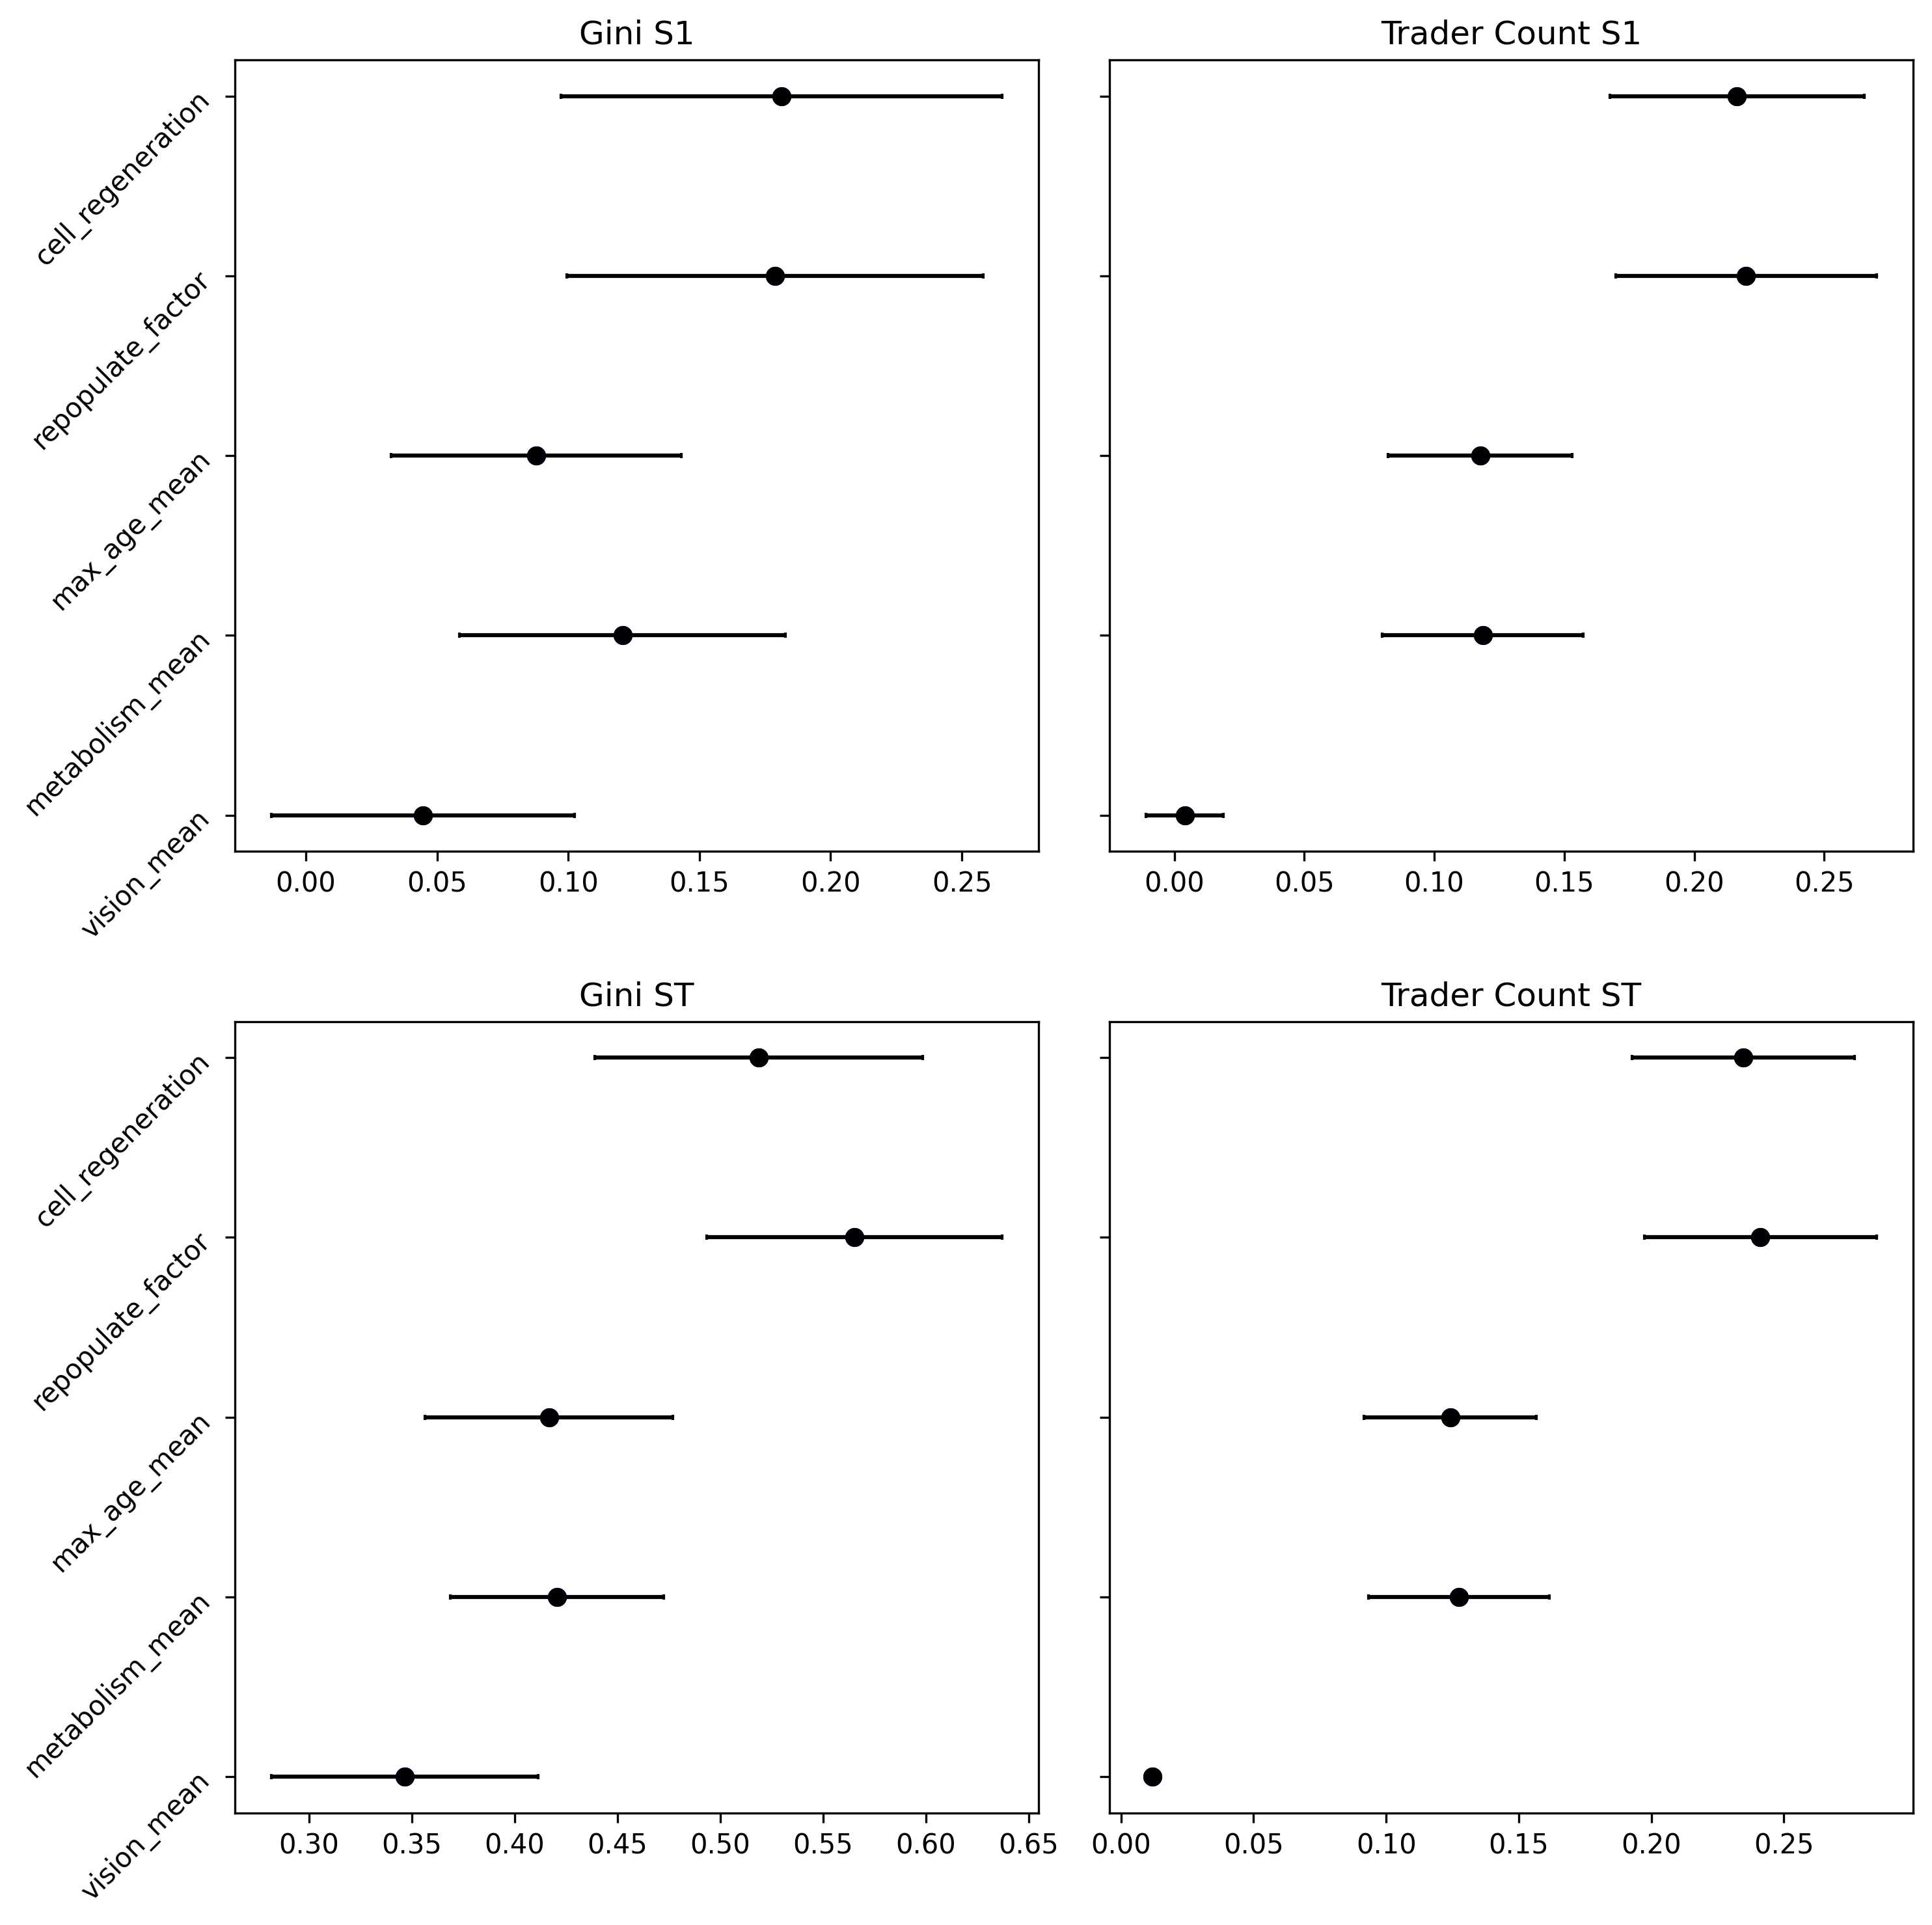 Gini S1
cell_regeneration
repopulate_factor
max_age_mean
metabolism_mean
vision_mean
0.00 0.05 0.10 0.15 0.20 0.25
Trader Count S1
0.00 0.05 0.10 0.15 0.20 0.25
Gini ST
cell_regeneration
repopulate_factor
max_age_mean
metabolism_mean
vision_mean
0.30 0.35 0.40 0.45 0.50 0.55 0.60 0.65
Trader Count ST
0.00 0.05 0.10 0.15 0.20 0.25